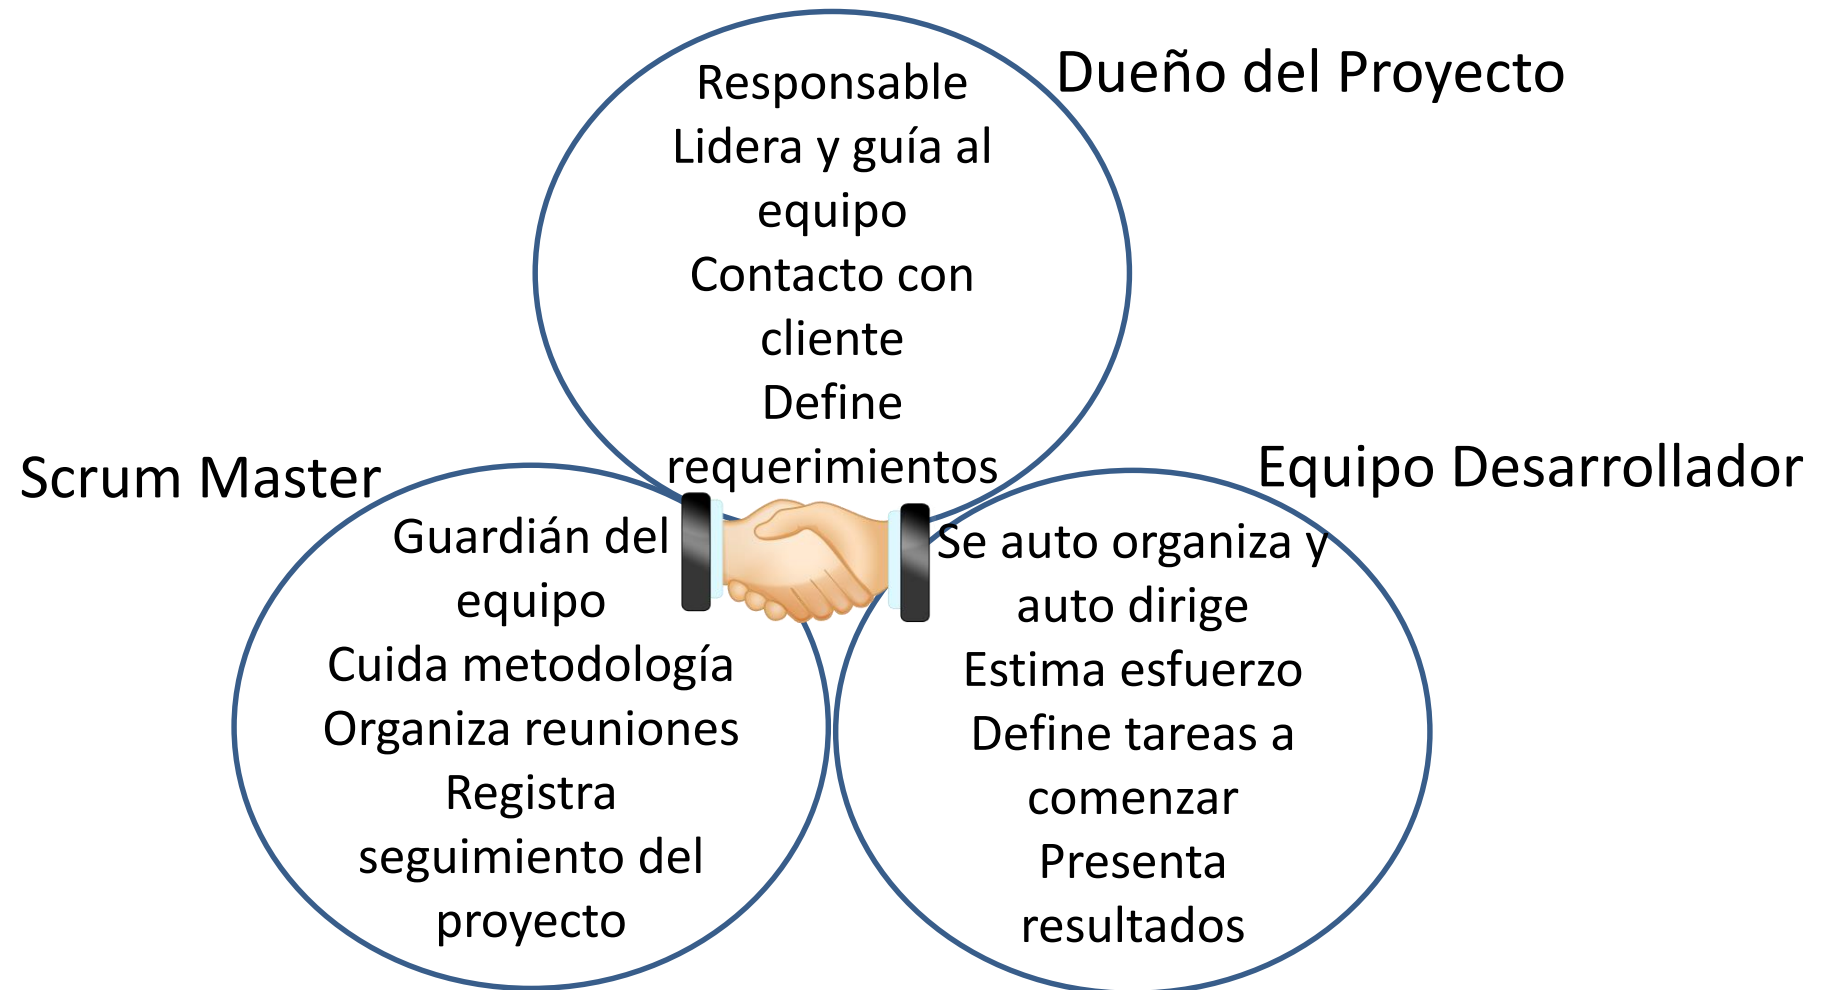 Dueño del Proyecto
Responsable
Lidera y guía al
equipo
Contacto con
cliente
Define
requerimientos
Scrum Master
Guardián del
equipo
Cuida metodología
Organiza reuniones
Registra
seguimiento del
proyecto
Equipo Desarrollador
Se auto organiza y
auto dirige
Estima esfuerzo
Define tareas a
comenzar
Presenta
resultados